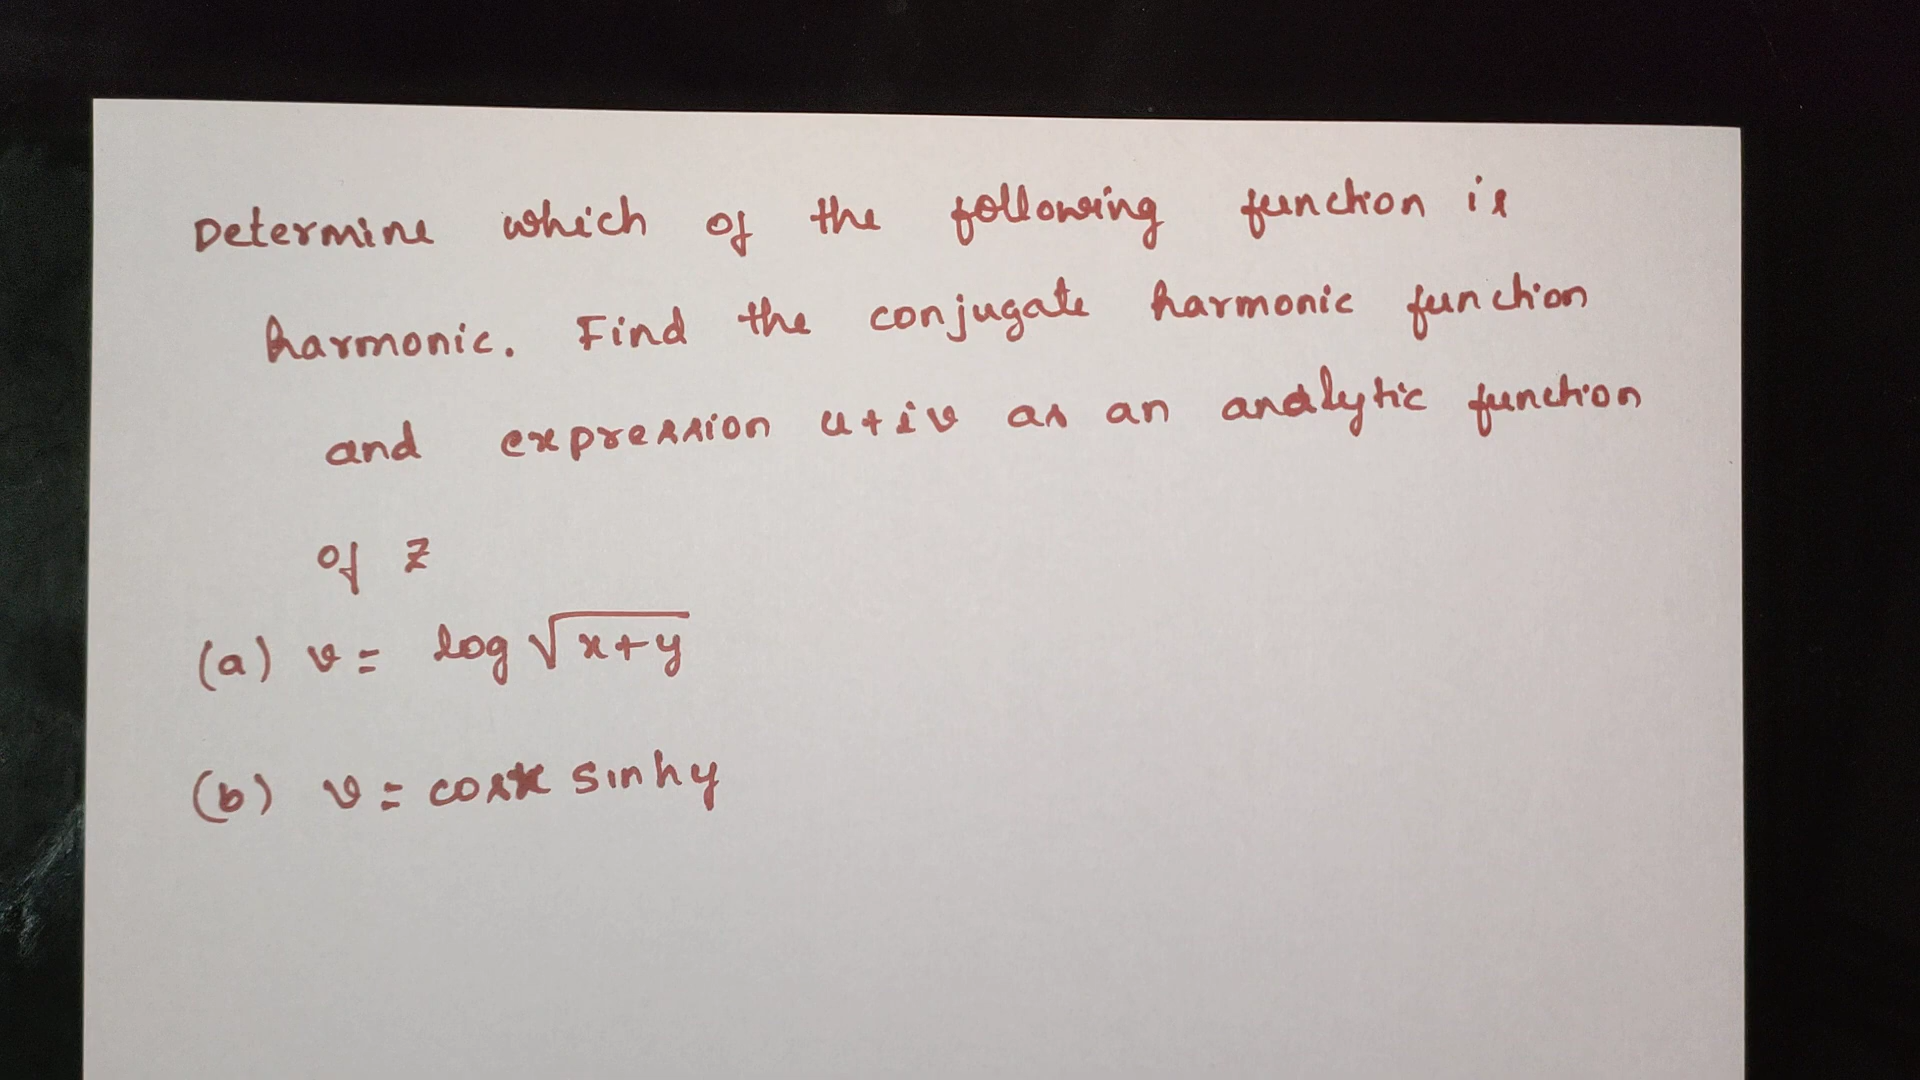 Determine which of the following function is
harmonic. Find the conjugate harmonic function
and expression u+iv as an analytic function
of z
(a) v = log √x+y
(b) v = cosx sinhy